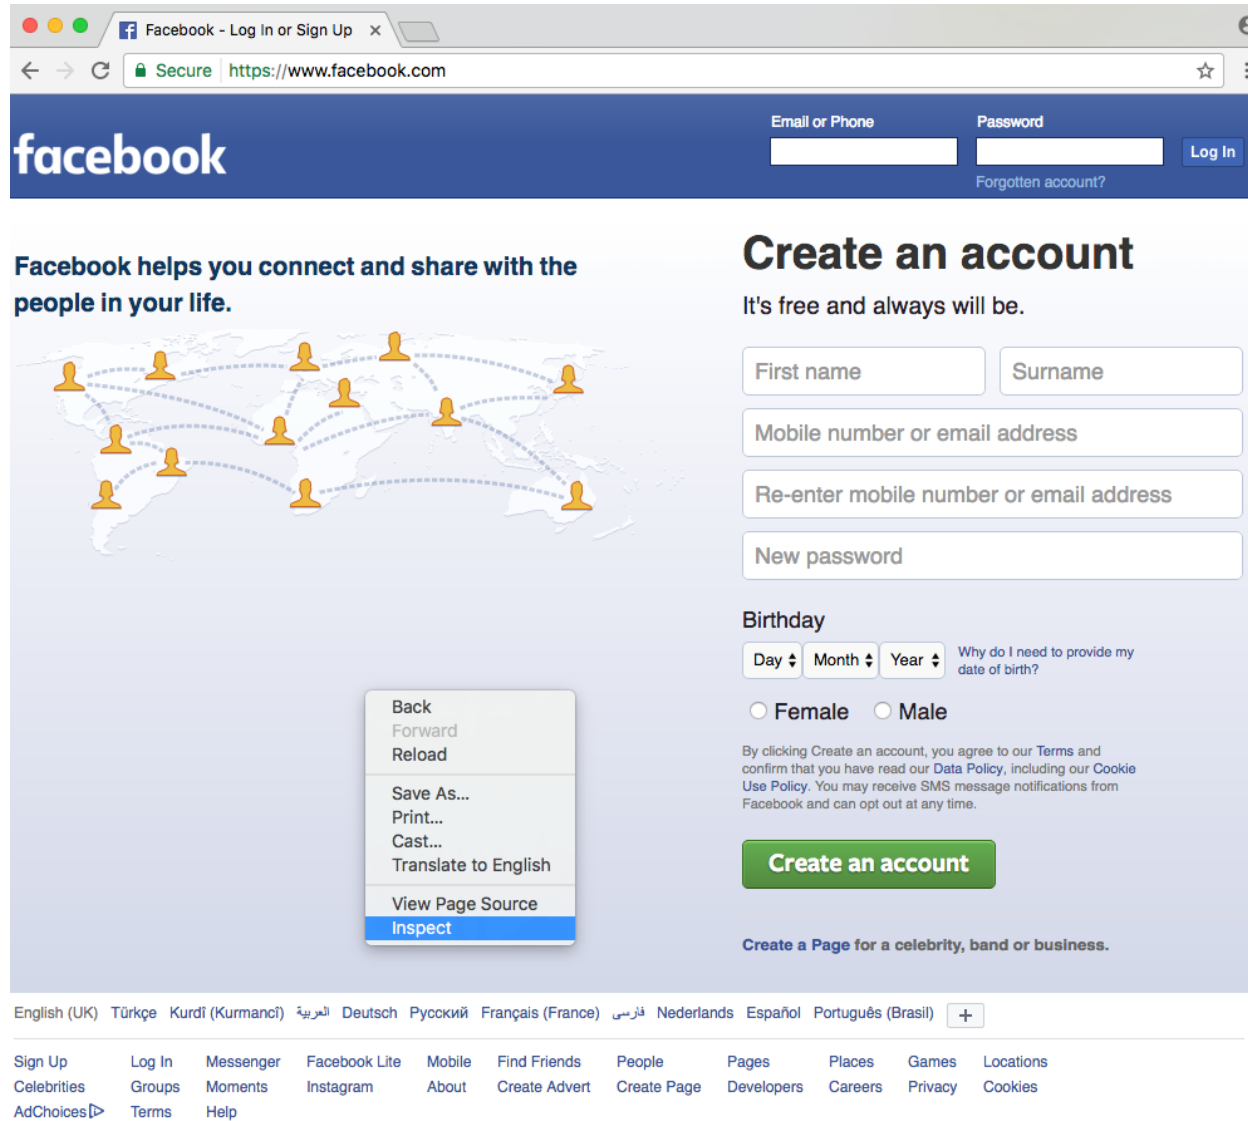 Facebook - Log In or Sign Up
Secure https://www.facebook.com
facebook
Email or Phone
Password
Log In
Forgotten account?
Facebook helps you connect and share with the
people in your life.
Create an account
It's free and always will be.
First name
Surname
Mobile number or email address
Re-enter mobile number or email address
New password
Birthday
Day Month Year
Why do I need to provide my
date of birth?
Female Male
By clicking Create an account, you agree to our Terms and
confirm that you have read our Data Policy, including our Cookie
Use Policy. You may receive SMS message notifications from
Facebook and can opt out at any time.
Create an account
Create a Page for a celebrity, band or business.
Back
Forward
Reload
Save As...
Print...
Cast...
Translate to English
View Page Source
Inspect
English (UK) Türkçe Kurdî (Kurmancî) العربية Deutsch Русский Français (France) فارسی Nederlands Español Português (Brasil)
Sign Up Log In Messenger Facebook Lite Mobile Find Friends People Pages Places Games Locations
Celebrities Groups Moments Instagram About Create Advert Create Page Developers Careers Privacy Cookies
AdChoices Terms Help